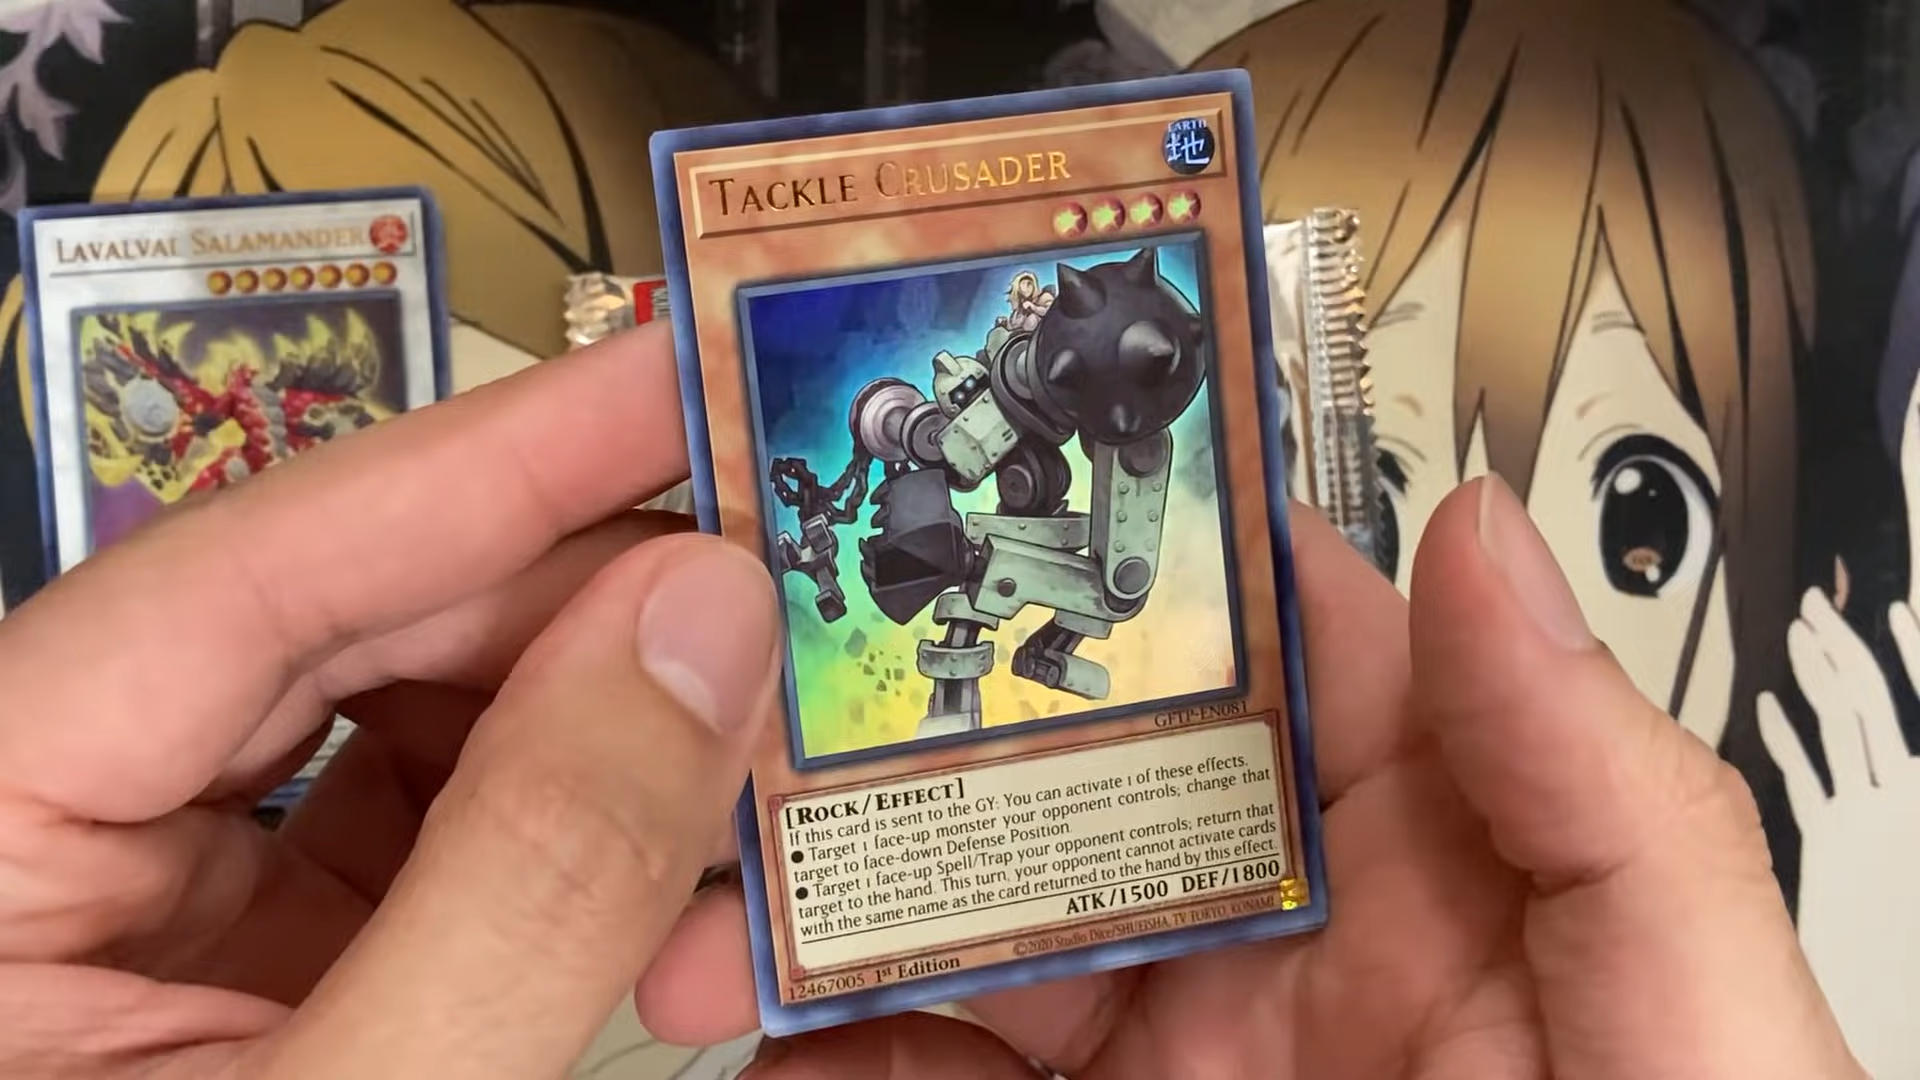 LAVALVAL SALAMANDER
TACKLE CRUSADER
EARTH
地
GFTP-EN081
[ROCK/EFFECT]
If this card is sent to the GY: You can activate 1 of these effects.
● Target 1 face-up monster your opponent controls; change that
target to face-down Defense Position.
● Target 1 face-up Spell/Trap your opponent controls; return that
target to the hand. This turn, your opponent cannot activate cards
with the same name as the card returned to the hand by this effect.
ATK/1500 DEF/1800
12467005 1st Edition
©2020 Studio Dice/SHUEISHA, TV TOKYO, KONAMI